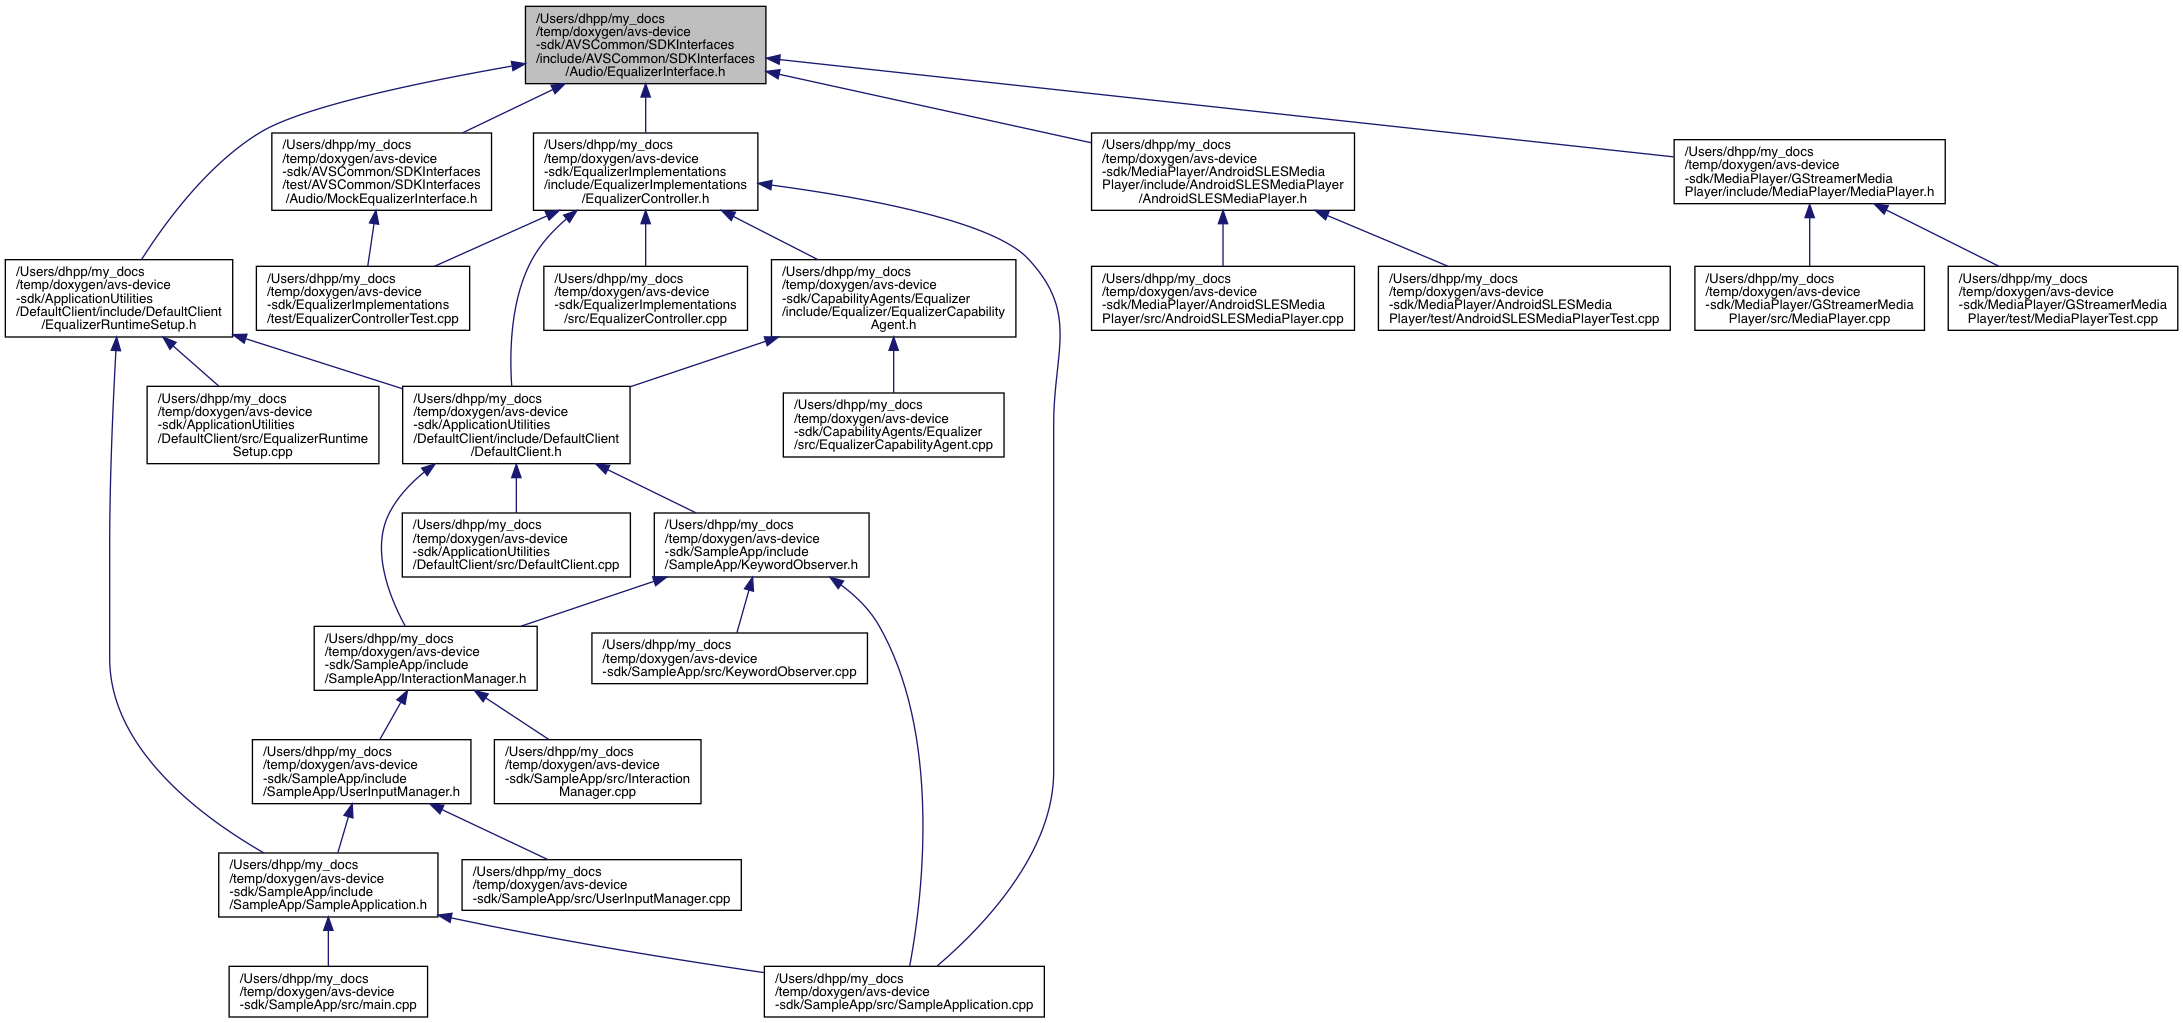 /Users/dhpp/my_docs
/temp/doxygen/avs-device
-sdk/AVSCommon/SDKInterfaces
/include/AVSCommon/SDKInterfaces
/Audio/EqualizerInterface.h
/Users/dhpp/my_docs
/temp/doxygen/avs-device
-sdk/AVSCommon/SDKInterfaces
/test/AVSCommon/SDKInterfaces
/Audio/MockEqualizerInterface.h
/Users/dhpp/my_docs
/temp/doxygen/avs-device
-sdk/EqualizerImplementations
/include/EqualizerImplementations
/EqualizerController.h
/Users/dhpp/my_docs
/temp/doxygen/avs-device
-sdk/MediaPlayer/AndroidSLESMedia
Player/include/AndroidSLESMediaPlayer
/AndroidSLESMediaPlayer.h
/Users/dhpp/my_docs
/temp/doxygen/avs-device
-sdk/MediaPlayer/GStreamerMedia
Player/include/MediaPlayer/MediaPlayer.h
/Users/dhpp/my_docs
/temp/doxygen/avs-device
-sdk/ApplicationUtilities
/DefaultClient/include/DefaultClient
/EqualizerRuntimeSetup.h
/Users/dhpp/my_docs
/temp/doxygen/avs-device
-sdk/EqualizerImplementations
/test/EqualizerControllerTest.cpp
/Users/dhpp/my_docs
/temp/doxygen/avs-device
-sdk/EqualizerImplementations
/src/EqualizerController.cpp
/Users/dhpp/my_docs
/temp/doxygen/avs-device
-sdk/CapabilityAgents/Equalizer
/include/Equalizer/EqualizerCapability
Agent.h
/Users/dhpp/my_docs
/temp/doxygen/avs-device
-sdk/MediaPlayer/AndroidSLESMedia
Player/src/AndroidSLESMediaPlayer.cpp
/Users/dhpp/my_docs
/temp/doxygen/avs-device
-sdk/MediaPlayer/AndroidSLESMedia
Player/test/AndroidSLESMediaPlayerTest.cpp
/Users/dhpp/my_docs
/temp/doxygen/avs-device
-sdk/MediaPlayer/GStreamerMedia
Player/src/MediaPlayer.cpp
/Users/dhpp/my_docs
/temp/doxygen/avs-device
-sdk/MediaPlayer/GStreamerMedia
Player/test/MediaPlayerTest.cpp
/Users/dhpp/my_docs
/temp/doxygen/avs-device
-sdk/ApplicationUtilities
/DefaultClient/src/EqualizerRuntime
Setup.cpp
/Users/dhpp/my_docs
/temp/doxygen/avs-device
-sdk/ApplicationUtilities
/DefaultClient/include/DefaultClient
/DefaultClient.h
/Users/dhpp/my_docs
/temp/doxygen/avs-device
-sdk/CapabilityAgents/Equalizer
/src/EqualizerCapabilityAgent.cpp
/Users/dhpp/my_docs
/temp/doxygen/avs-device
-sdk/ApplicationUtilities
/DefaultClient/src/DefaultClient.cpp
/Users/dhpp/my_docs
/temp/doxygen/avs-device
-sdk/SampleApp/include
/SampleApp/KeywordObserver.h
/Users/dhpp/my_docs
/temp/doxygen/avs-device
-sdk/SampleApp/include
/SampleApp/InteractionManager.h
/Users/dhpp/my_docs
/temp/doxygen/avs-device
-sdk/SampleApp/src/KeywordObserver.cpp
/Users/dhpp/my_docs
/temp/doxygen/avs-device
-sdk/SampleApp/include
/SampleApp/UserInputManager.h
/Users/dhpp/my_docs
/temp/doxygen/avs-device
-sdk/SampleApp/src/Interaction
Manager.cpp
/Users/dhpp/my_docs
/temp/doxygen/avs-device
-sdk/SampleApp/include
/SampleApp/SampleApplication.h
/Users/dhpp/my_docs
/temp/doxygen/avs-device
-sdk/SampleApp/src/UserInputManager.cpp
/Users/dhpp/my_docs
/temp/doxygen/avs-device
-sdk/SampleApp/src/main.cpp
/Users/dhpp/my_docs
/temp/doxygen/avs-device
-sdk/SampleApp/src/SampleApplication.cpp